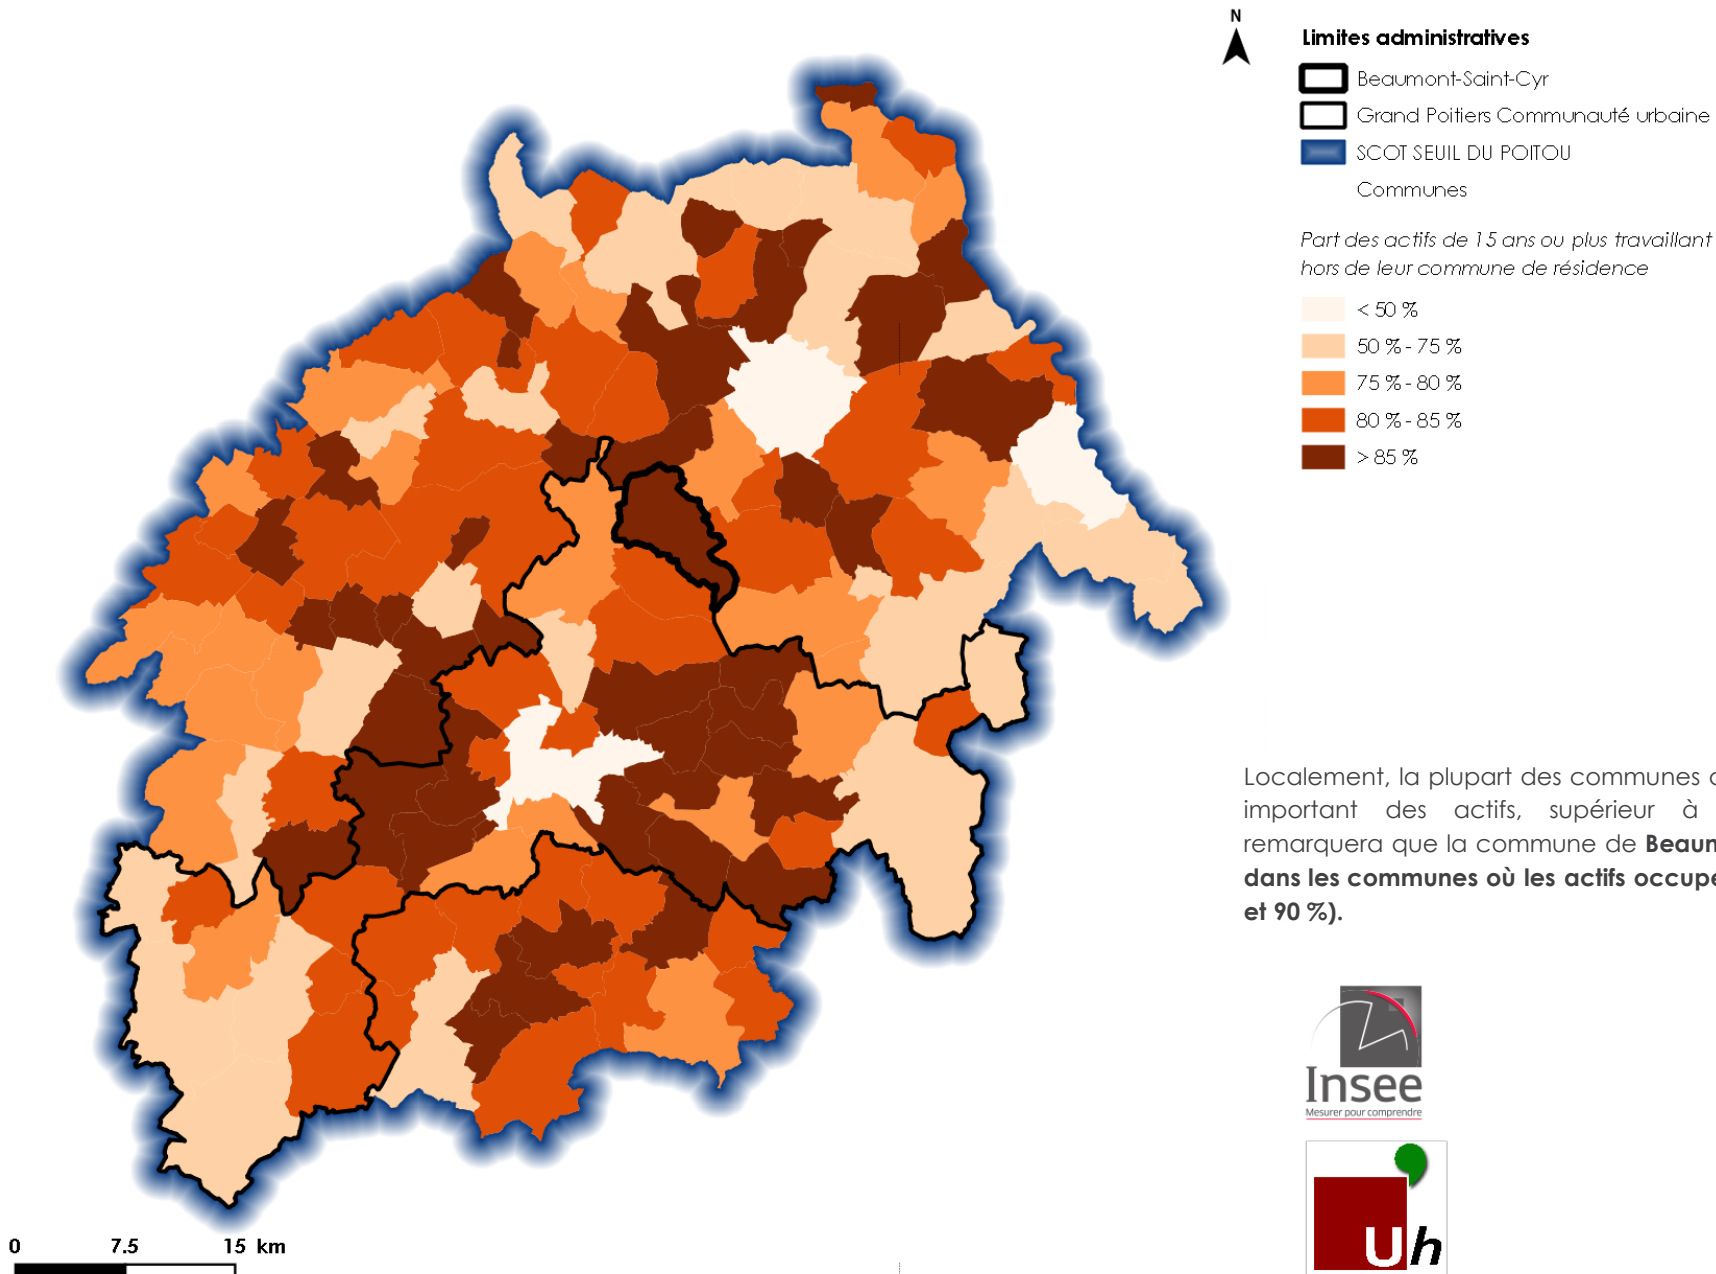 N
Limites administratives
Beaumont-Saint-Cyr
Grand Poitiers Communauté urbaine
SCOT SEUIL DU POITOU
Communes
Part des actifs de 15 ans ou plus travaillant
hors de leur commune de résidence
< 50 %
50 % - 75 %
75 % - 80 %
80 % - 85 %
> 85 %
Localement, la plupart des communes
important des actifs, supérieur à
remarquera que la commune de Beaum
dans les communes où les actifs occupe
et 90 %).
Insee
Mesurer pour comprendre
Uh
0 7.5 15 km